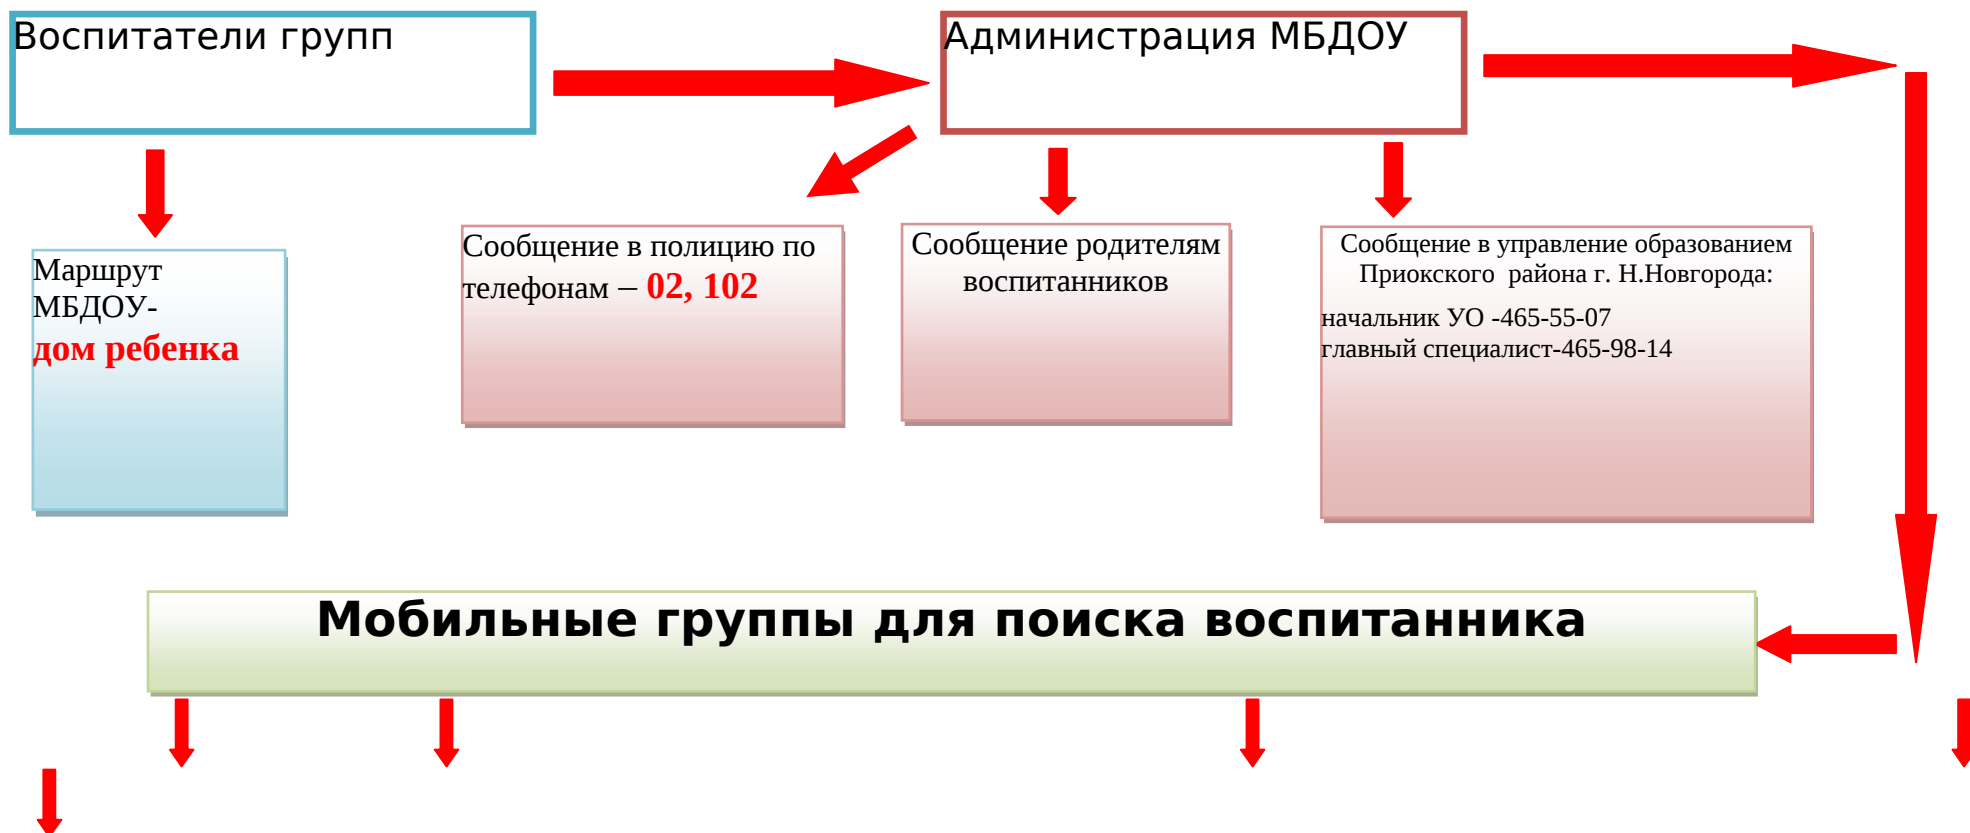 Воспитатели групп
Администрация МБДОУ
Маршрут
МБДОУ-
дом ребенка
Сообщение в полицию по
телефонам – 02, 102
Сообщение родителям
воспитанников
Сообщение в управление образованием
Приокского района г. Н.Новгорода:
начальник УО -465-55-07
главный специалист-465-98-14
Мобильные группы для поиска воспитанника